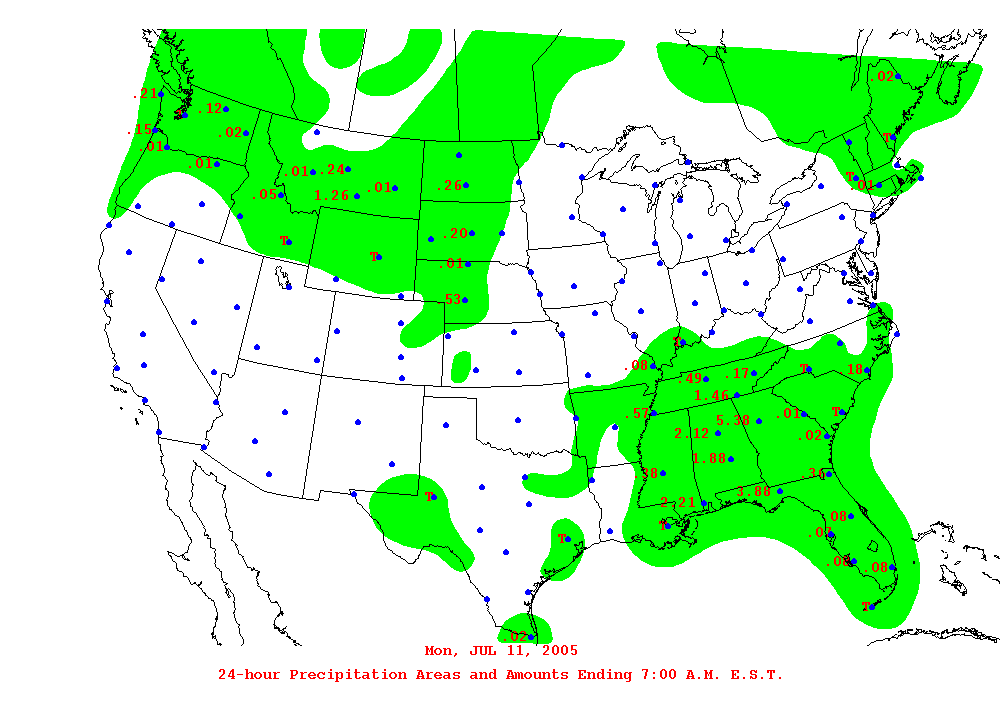 .02
.21
.12
T
.15
.02
T
.01
.01
.01
.24
T
.01
.01
.26
.05
1.26
.20
T
T
.01
.53
.08
.49
.17
T
.18
1.46
.57
.01
T
5.38
2.12
.02
1.88
.38
3.88
T
2.21
.08
T
T
.08
.08
T
.02
Mon, JUL 11, 2005
24-hour Precipitation Areas and Amounts Ending 7:00 A.M. E.S.T.